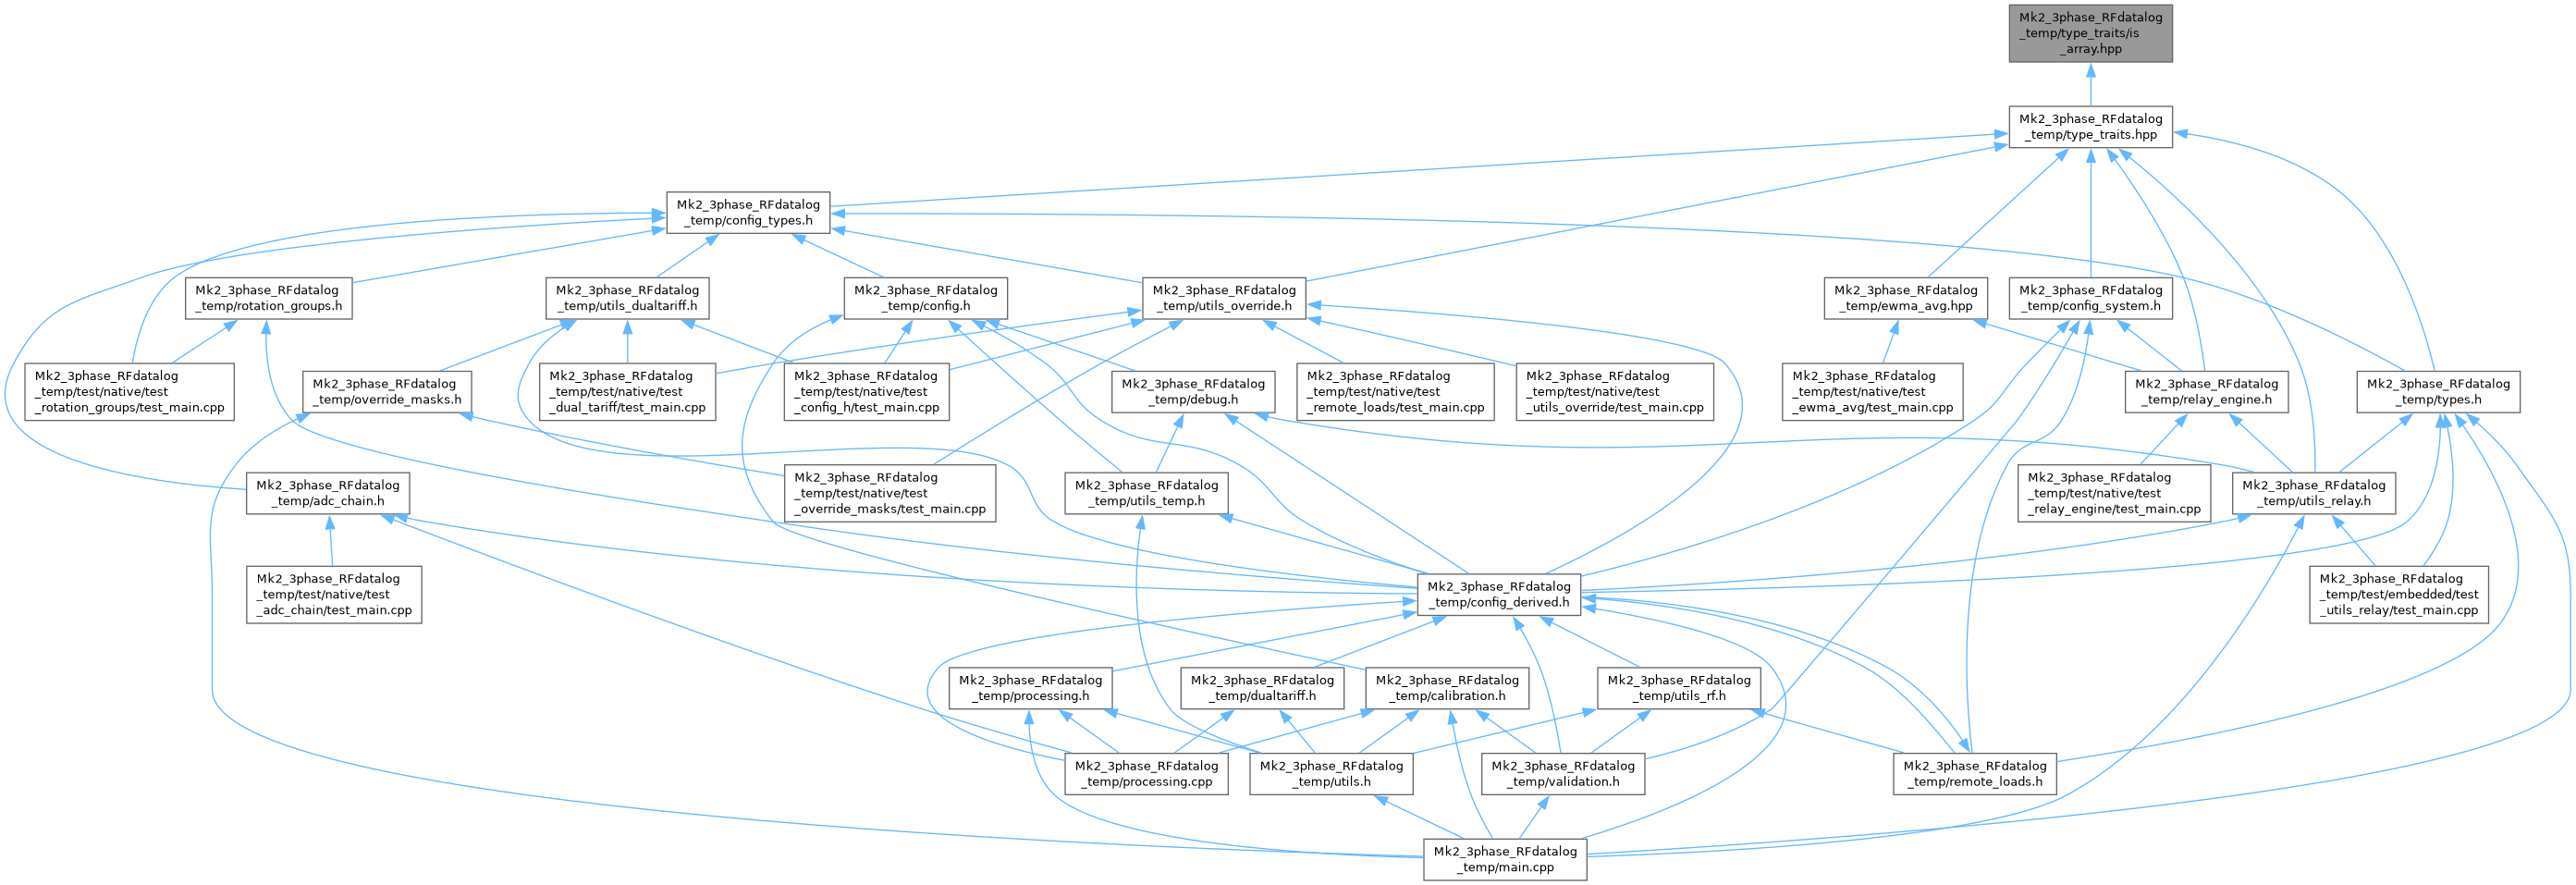 Mk2_3phase_RFdatalog
_temp/type_traits/is
_array.hpp
Mk2_3phase_RFdatalog
_temp/type_traits.hpp
Mk2_3phase_RFdatalog
_temp/config_types.h
Mk2_3phase_RFdatalog
_temp/rotation_groups.h
Mk2_3phase_RFdatalog
_temp/utils_dualtariff.h
Mk2_3phase_RFdatalog
_temp/config.h
Mk2_3phase_RFdatalog
_temp/utils_override.h
Mk2_3phase_RFdatalog
_temp/ewma_avg.hpp
Mk2_3phase_RFdatalog
_temp/config_system.h
Mk2_3phase_RFdatalog
_temp/test/native/test
_rotation_groups/test_main.cpp
Mk2_3phase_RFdatalog
_temp/override_masks.h
Mk2_3phase_RFdatalog
_temp/test/native/test
_dual_tariff/test_main.cpp
Mk2_3phase_RFdatalog
_temp/test/native/test
_config_h/test_main.cpp
Mk2_3phase_RFdatalog
_temp/debug.h
Mk2_3phase_RFdatalog
_temp/test/native/test
_remote_loads/test_main.cpp
Mk2_3phase_RFdatalog
_temp/test/native/test
_utils_override/test_main.cpp
Mk2_3phase_RFdatalog
_temp/test/native/test
_ewma_avg/test_main.cpp
Mk2_3phase_RFdatalog
_temp/relay_engine.h
Mk2_3phase_RFdatalog
_temp/types.h
Mk2_3phase_RFdatalog
_temp/adc_chain.h
Mk2_3phase_RFdatalog
_temp/test/native/test
_override_masks/test_main.cpp
Mk2_3phase_RFdatalog
_temp/utils_temp.h
Mk2_3phase_RFdatalog
_temp/test/native/test
_relay_engine/test_main.cpp
Mk2_3phase_RFdatalog
_temp/utils_relay.h
Mk2_3phase_RFdatalog
_temp/test/native/test
_adc_chain/test_main.cpp
Mk2_3phase_RFdatalog
_temp/config_derived.h
Mk2_3phase_RFdatalog
_temp/test/embedded/test
_utils_relay/test_main.cpp
Mk2_3phase_RFdatalog
_temp/processing.h
Mk2_3phase_RFdatalog
_temp/dualtariff.h
Mk2_3phase_RFdatalog
_temp/calibration.h
Mk2_3phase_RFdatalog
_temp/utils_rf.h
Mk2_3phase_RFdatalog
_temp/processing.cpp
Mk2_3phase_RFdatalog
_temp/utils.h
Mk2_3phase_RFdatalog
_temp/validation.h
Mk2_3phase_RFdatalog
_temp/remote_loads.h
Mk2_3phase_RFdatalog
_temp/main.cpp